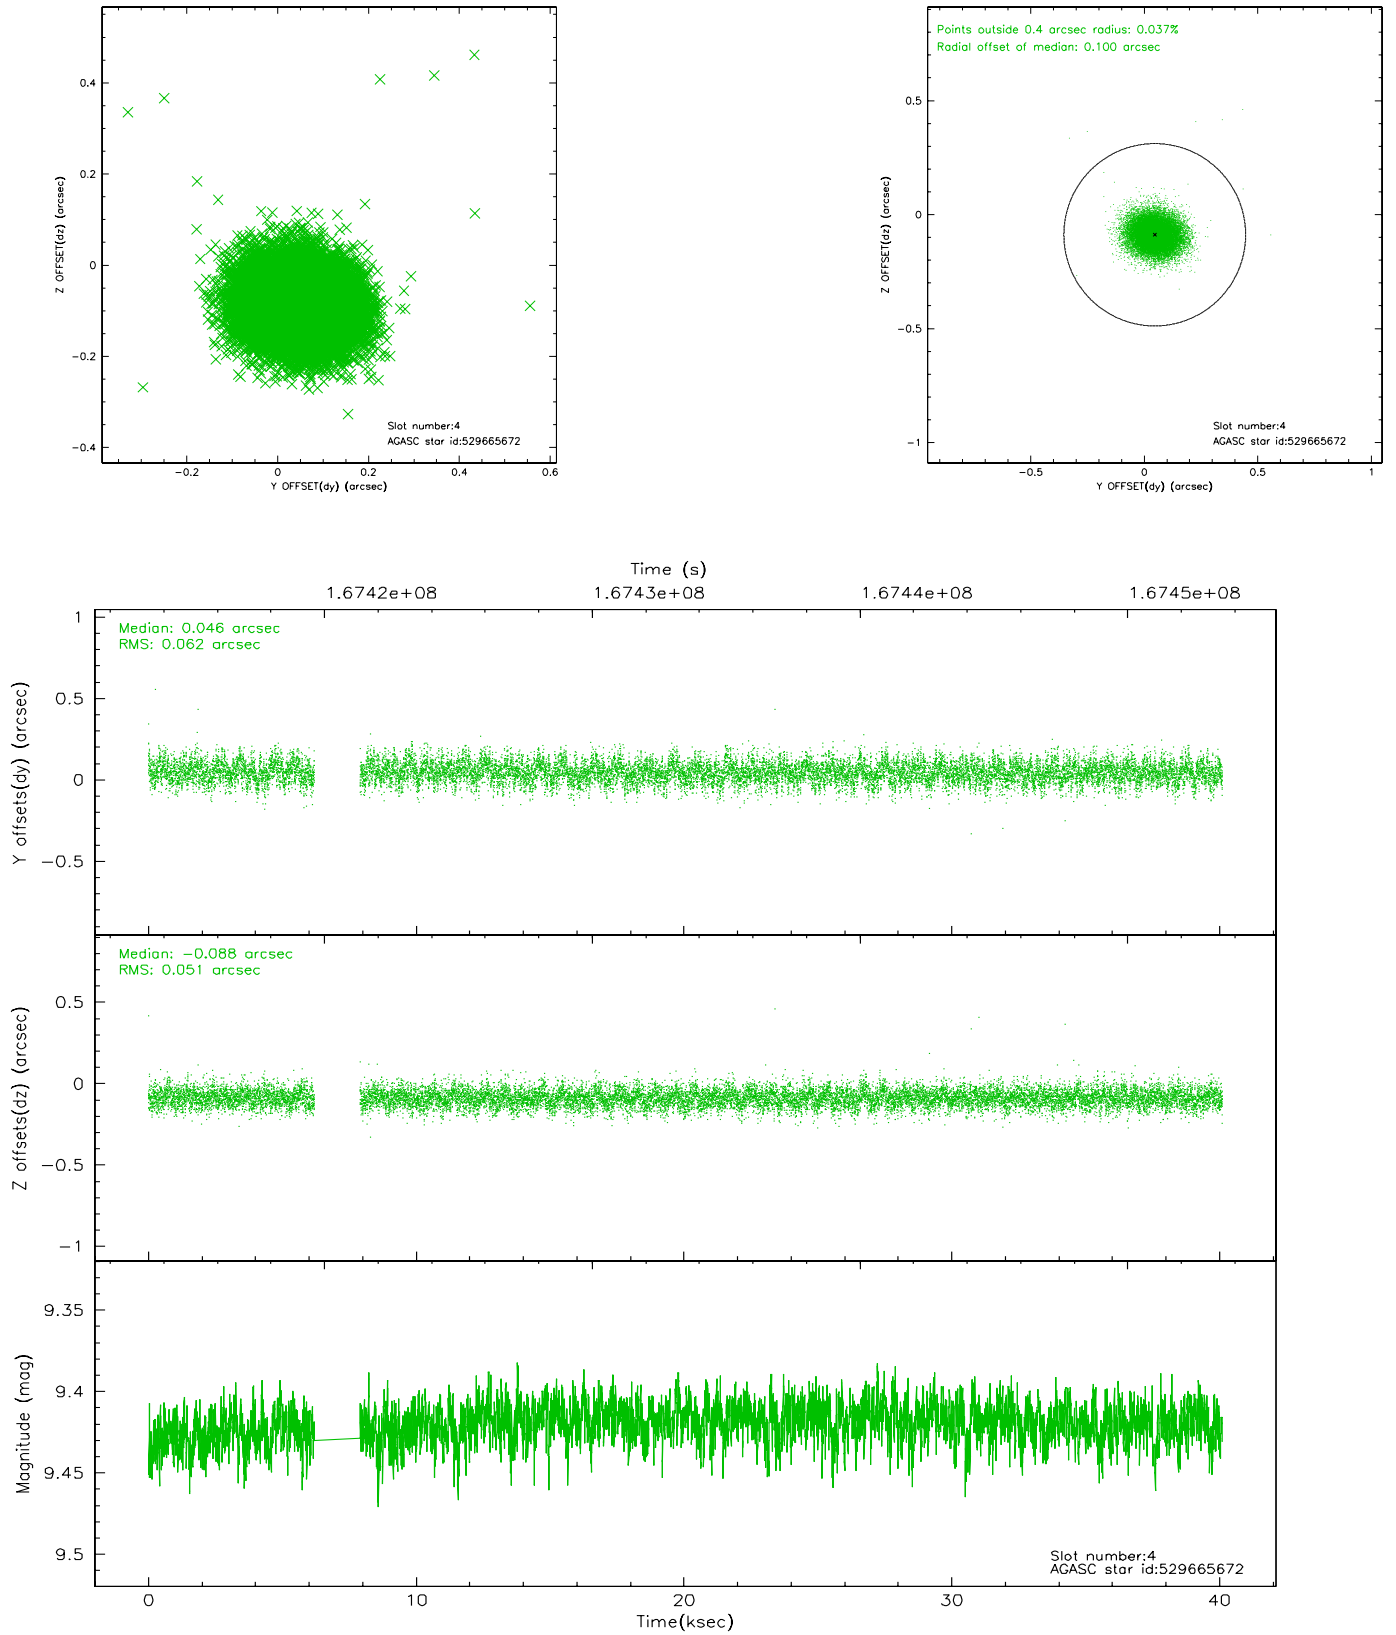 Points outside 0.4 arcsec radius: 0.037%
Radial offset of median: 0.100 arcsec
0.4
0.2
0
−0.2
−0.4
Z OFFSET(dz) (arcsec)
Slot number:4
AGASC star id:529665672
−0.2
0
0.2
0.4
0.6
Y OFFSET(dy) (arcsec)
0.5
0
−0.5
−1
Z OFFSET(dz) (arcsec)
Slot number:4
AGASC star id:529665672
−0.5
0
0.5
1
Y OFFSET(dy) (arcsec)
Time (s)
1.6742e+08
1.6743e+08
1.6744e+08
1.6745e+08
Median: 0.046 arcsec
RMS: 0.062 arcsec
1
0.5
0
−0.5
Y offsets(dy) (arcsec)
Median: −0.088 arcsec
RMS: 0.051 arcsec
0.5
0
−0.5
−1
Z offsets(dz) (arcsec)
9.35
9.4
9.45
9.5
Magnitude (mag)
Slot number:4
AGASC star id:529665672
0
10
20
30
40
Time(ksec)